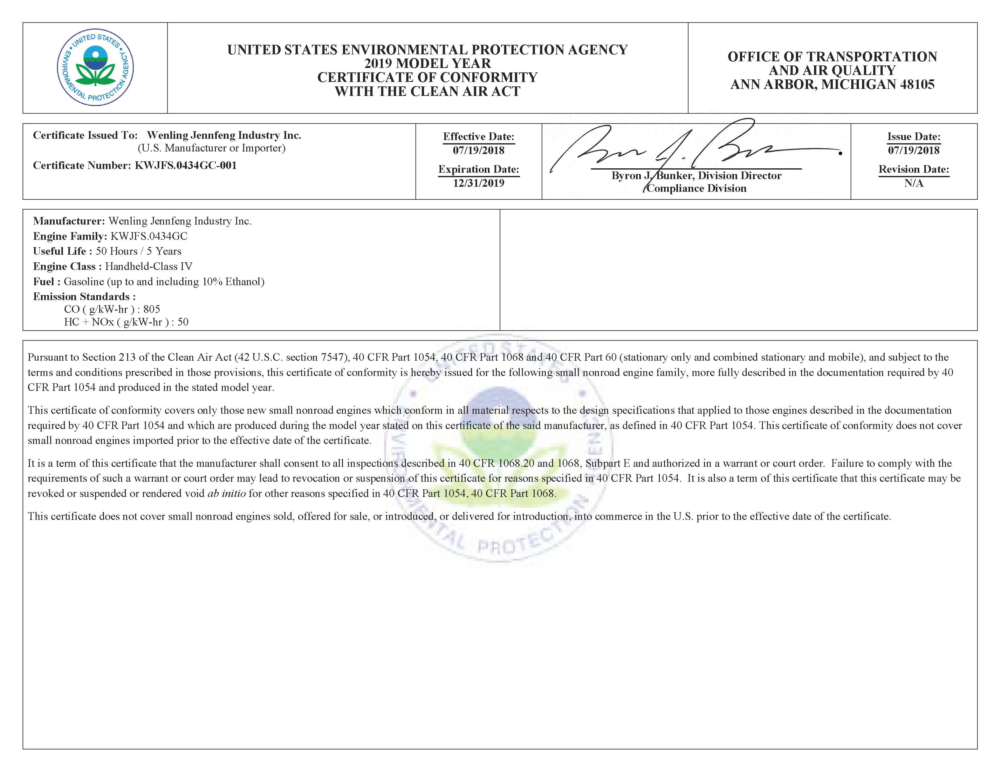 UNITED STATES • ENVIRONMENTAL PROTECTION AGENCY •
UNITED STATES ENVIRONMENTAL PROTECTION AGENCY
2019 MODEL YEAR
CERTIFICATE OF CONFORMITY
WITH THE CLEAN AIR ACT
OFFICE OF TRANSPORTATION
AND AIR QUALITY
ANN ARBOR, MICHIGAN 48105
Certificate Issued To: Wenling Jennfeng Industry Inc.
(U.S. Manufacturer or Importer)
Certificate Number: KWJFS.0434GC-001
Effective Date:
07/19/2018
Expiration Date:
12/31/2019
Byron J. Bunker, Division Director
Compliance Division
Issue Date:
07/19/2018
Revision Date:
N/A
Manufacturer: Wenling Jennfeng Industry Inc.
Engine Family: KWJFS.0434GC
Useful Life : 50 Hours / 5 Years
Engine Class : Handheld-Class IV
Fuel : Gasoline (up to and including 10% Ethanol)
Emission Standards :
CO ( g/kW-hr ) : 805
HC + NOx ( g/kW-hr ) : 50
Pursuant to Section 213 of the Clean Air Act (42 U.S.C. section 7547), 40 CFR Part 1054, 40 CFR Part 1068 and 40 CFR Part 60 (stationary only and combined stationary and mobile), and subject to the
terms and conditions prescribed in those provisions, this certificate of conformity is hereby issued for the following small nonroad engine family, more fully described in the documentation required by 40
CFR Part 1054 and produced in the stated model year.
This certificate of conformity covers only those new small nonroad engines which conform in all material respects to the design specifications that applied to those engines described in the documentation
required by 40 CFR Part 1054 and which are produced during the model year stated on this certificate of the said manufacturer, as defined in 40 CFR Part 1054. This certificate of conformity does not cover
small nonroad engines imported prior to the effective date of the certificate.
It is a term of this certificate that the manufacturer shall consent to all inspections described in 40 CFR 1068.20 and 1068, Subpart E and authorized in a warrant or court order. Failure to comply with the
requirements of such a warrant or court order may lead to revocation or suspension of this certificate for reasons specified in 40 CFR Part 1054. It is also a term of this certificate that this certificate may be
revoked or suspended or rendered void ab initio for other reasons specified in 40 CFR Part 1054, 40 CFR Part 1068.
This certificate does not cover small nonroad engines sold, offered for sale, or introduced, or delivered for introduction, into commerce in the U.S. prior to the effective date of the certificate.
UNITED STATES • ENVIRONMENTAL PROTECTION AGENCY •